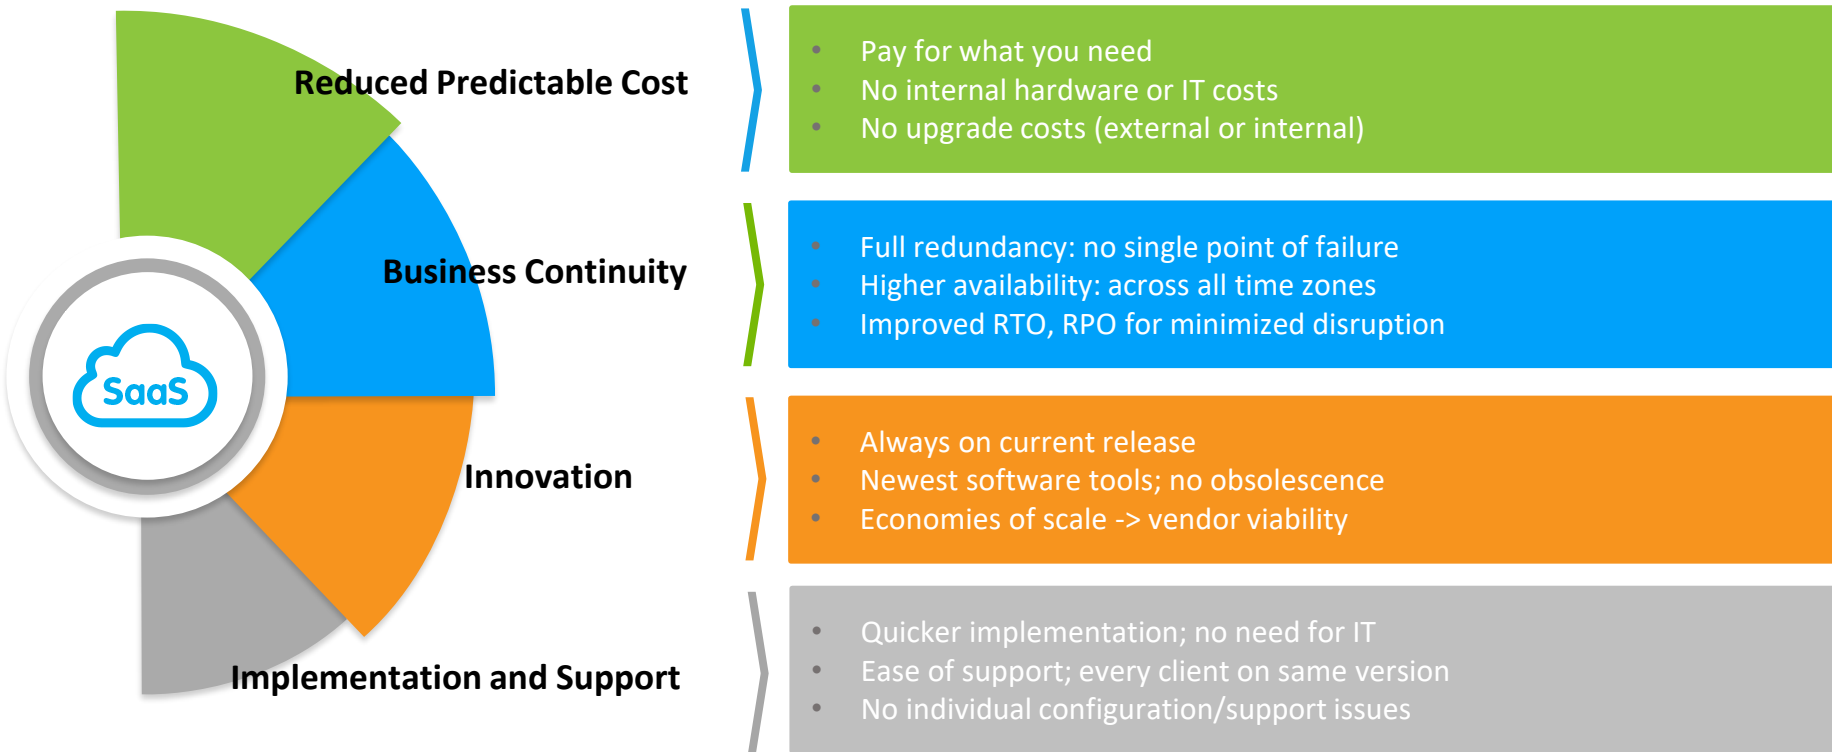 Reduced Predictable Cost
• Pay for what you need
• No internal hardware or IT costs
• No upgrade costs (external or internal)
Business Continuity
• Full redundancy: no single point of failure
• Higher availability: across all time zones
• Improved RTO, RPO for minimized disruption
SaaS
Innovation
• Always on current release
• Newest software tools; no obsolescence
• Economies of scale -> vendor viability
Implementation and Support
• Quicker implementation; no need for IT
• Ease of support; every client on same version
• No individual configuration/support issues